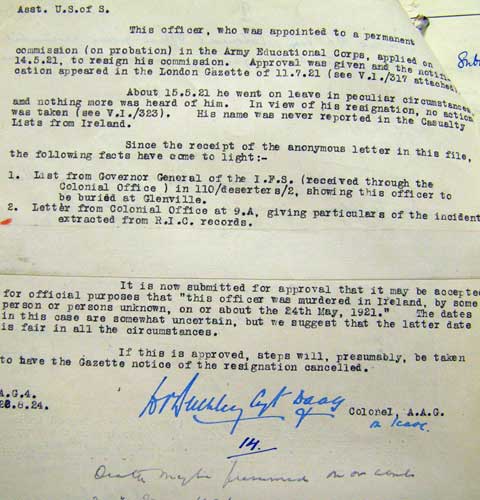 Asst. U.S.of S.
This officer, who was appointed to a permanent
commission (on probation) in the Army Educational Corps, applied on
14.5.21, to resign his commission. Approval was given and the notifi-
cation appeared in the London Gazette of 11.7.21 (see V.I./317 attached)
About 15.5.21 he went on leave in peculiar circumstances
and nothing more was heard of him. In view of his resignation, no action
was taken (see V.I./323). His name was never reported in the Casualty
Lists from Ireland.
Since the receipt of the anonymous letter in this file,
the following facts have come to light:-
1. List from Governor General of the I.F.S. (received through the
Colonial Office ) in 110/deserters/2, showing this officer to
be buried at Glenville.
2. Letter from Colonial Office at 9.A, giving particulars of the incident
extracted from R.I.C. records.
It is now submitted for approval that it may be accepted
for official purposes that "this officer was murdered in Ireland, by some
person or persons unknown, on or about the 24th May, 1921." The dates
in this case are somewhat uncertain, but we suggest that the latter date
is fair in all the circumstances.
If this is approved, steps will, presumably, be taken
to have the Gazette notice of the resignation cancelled.
A.G.4.
Colonel, A.A.G.
.8.24.
on leave.
14.
Death may be presumed on or